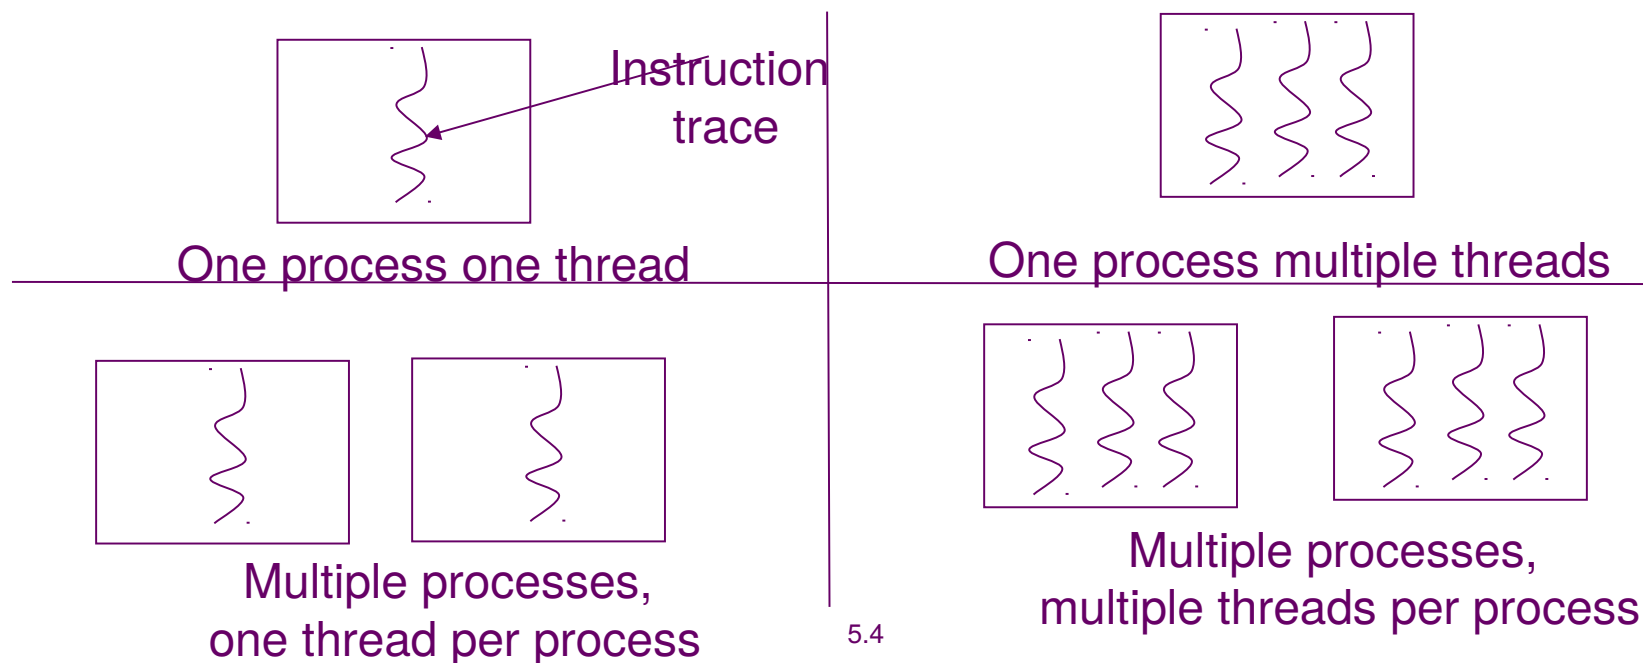 Instruction
trace
One process one thread
One process multiple threads
Multiple processes,
one thread per process
Multiple processes,
multiple threads per process
5.4